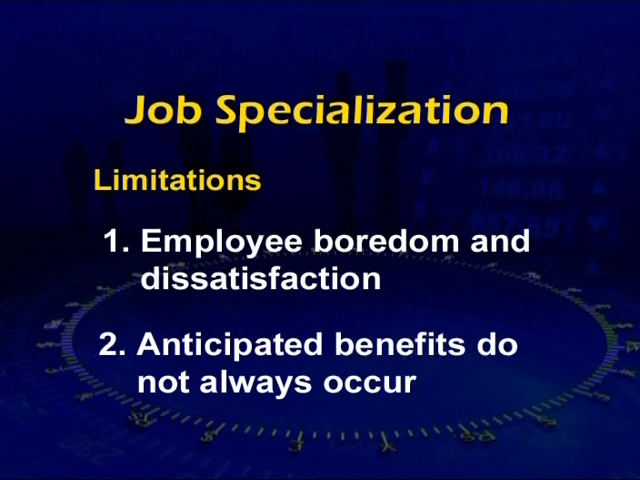 Job Specialization
Limitations
1. Employee boredom and
dissatisfaction
2. Anticipated benefits do
not always occur